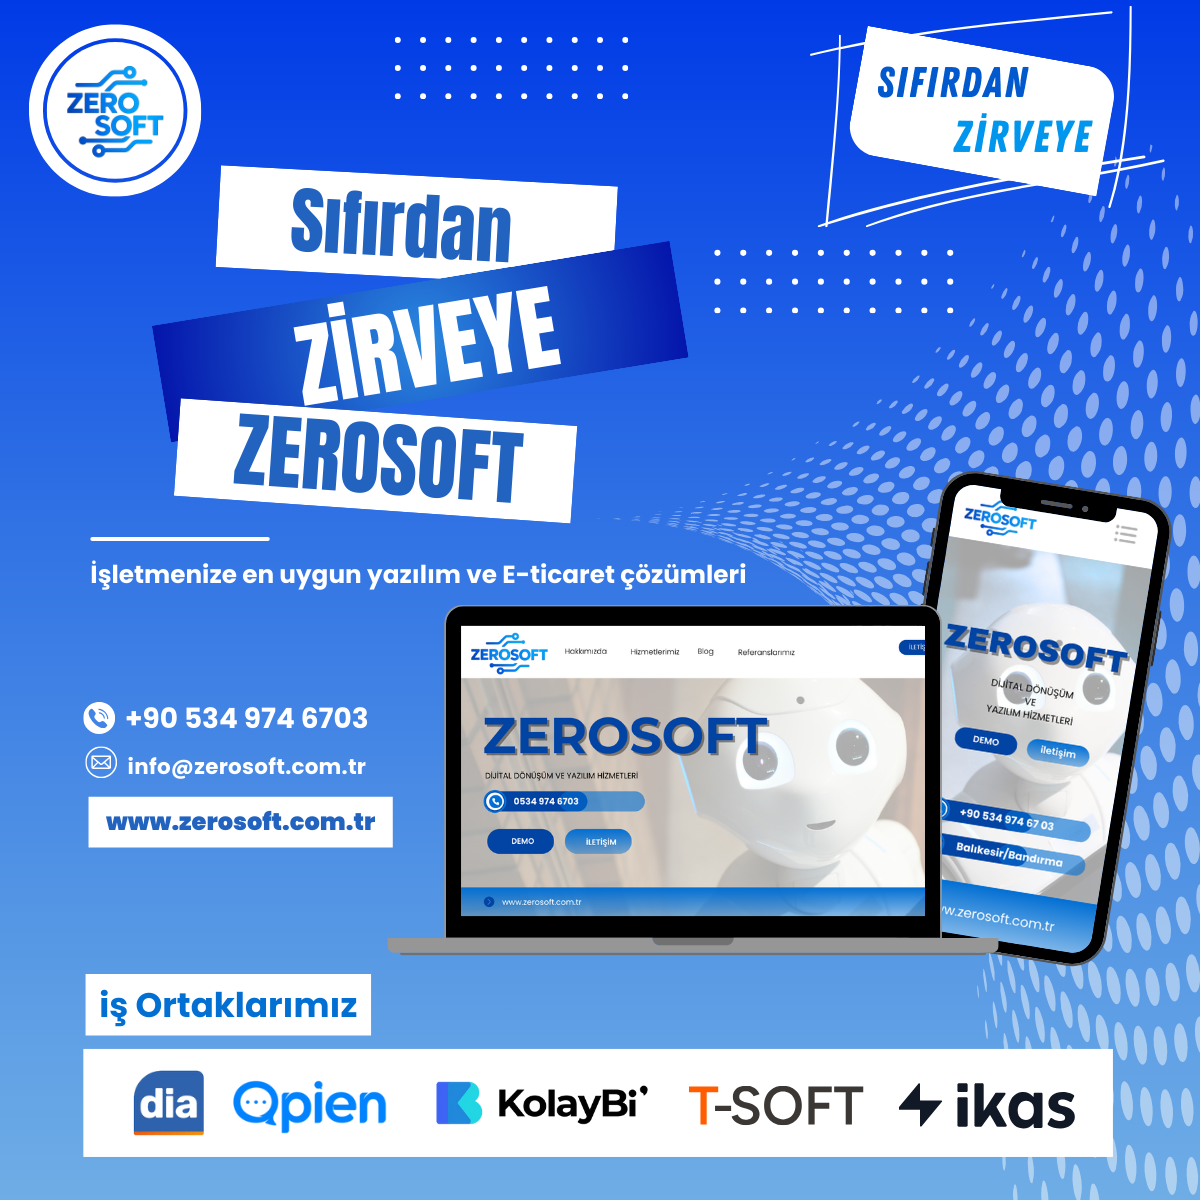 ZERO
SOFT
SIFIRDAN
ZİRVEYE
Sıfırdan
ZİRVEYE
ZEROSOFT
İşletmenize en uygun yazılım ve E-ticaret çözümleri
+90 534 974 6703
info@zerosoft.com.tr
www.zerosoft.com.tr
ZEROSOFT
Hakkımızda Hizmetlerimiz Blog Referanslarımız
ZEROSOFT
DİJİTAL DÖNÜŞÜM VE YAZILIM HİZMETLERİ
0534 974 6703
DEMO İLETİŞİM
www.zerosoft.com.tr
ZEROSOFT
ZEROSOFT
DİJİTAL DÖNÜŞÜM
VE
YAZILIM HİZMETLERİ
DEMO iletişim
+90 534 974 67 03
Balıkesir/Bandırma
w.zerosoft.com.tr
iş Ortaklarımız
dia Qpien KolayBi' T-SOFT ikas